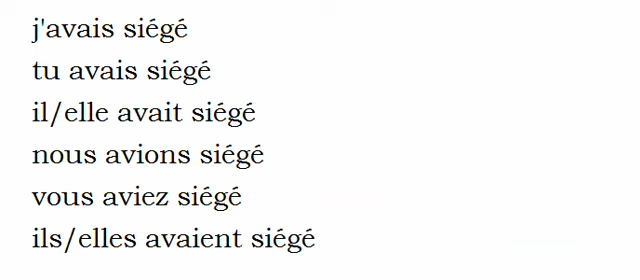 j'avais siégé
tu avais siégé
il/elle avait siégé
nous avions siégé
vous aviez siégé
ils/elles avaient siégé